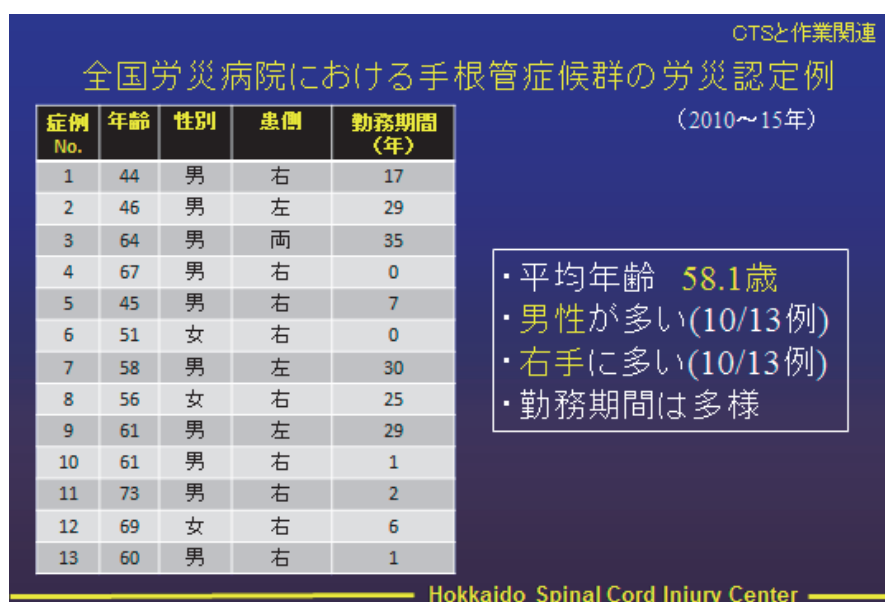 CTSと作業関連
全国労災病院における手根管症候群の労災認定例
(2010〜15年)
症例No. 年齢 性別 患側 勤務期間(年)
1 44 男 右 17
2 46 男 左 29
3 64 男 両 35
4 67 男 右 0
5 45 男 右 7
6 51 女 右 0
7 58 男 左 30
8 56 女 右 25
9 61 男 左 29
10 61 男 右 1
11 73 男 右 2
12 69 女 右 6
13 60 男 右 1
・平均年齢 58.1歳
・男性が多い(10/13例)
・右手に多い(10/13例)
・勤務期間は多様
Hokkaido Spinal Cord Injury Center